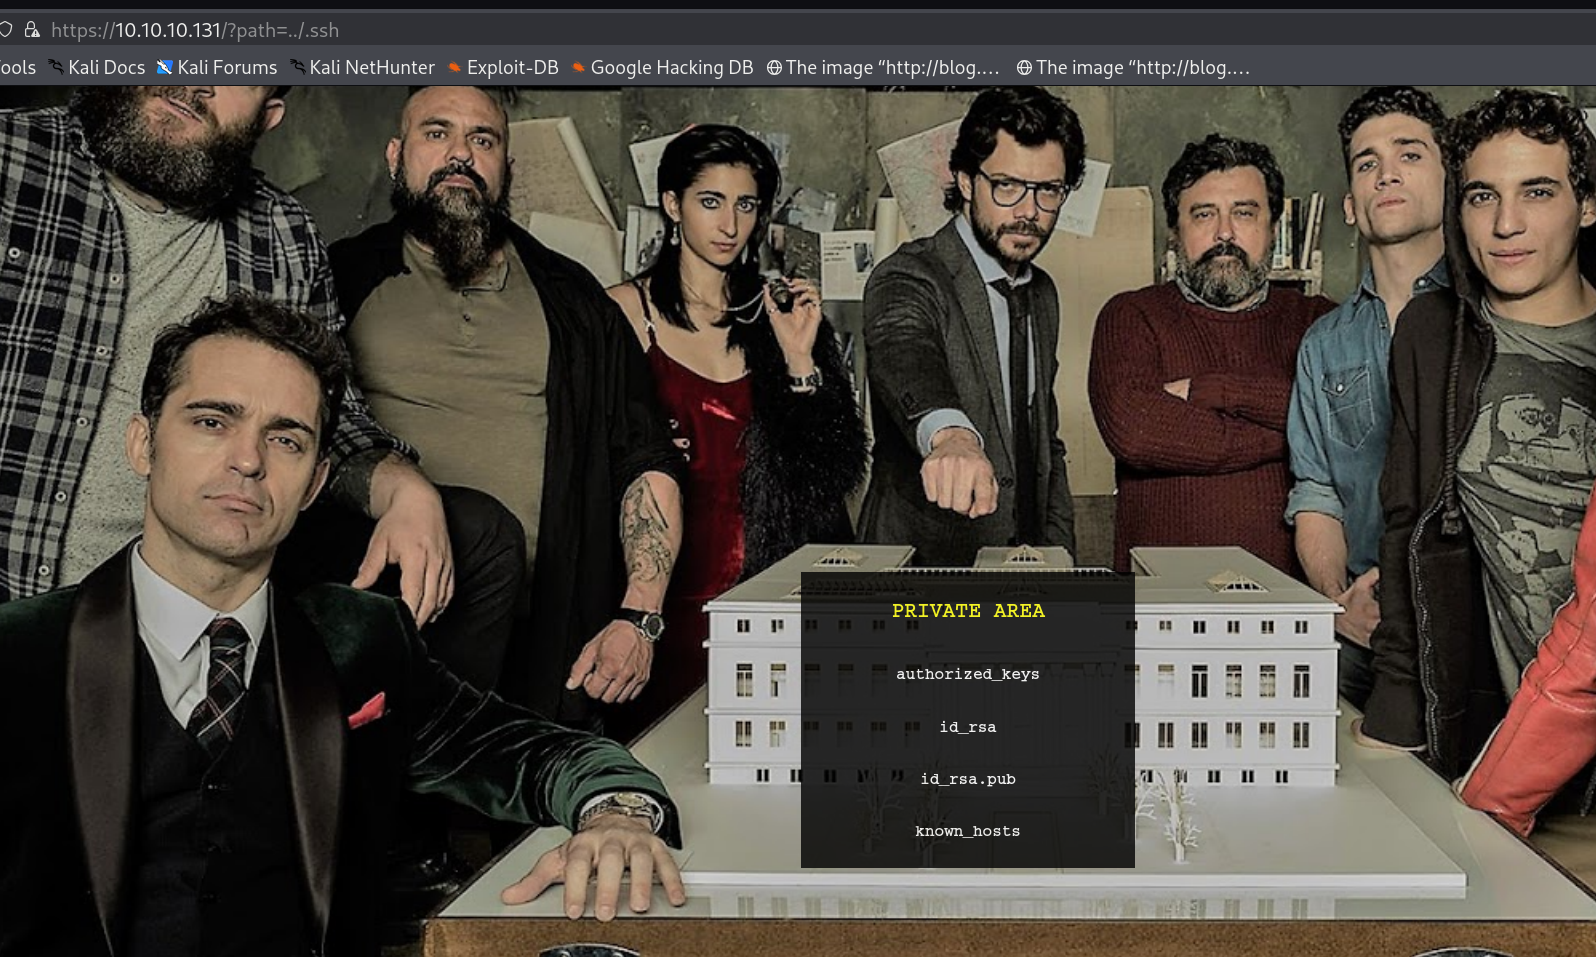 https://10.10.10.131/?path=../.ssh
ools Kali Docs Kali Forums Kali NetHunter Exploit-DB Google Hacking DB The image “http://blog.... The image “http://blog....
PRIVATE AREA
authorized_keys
id_rsa
id_rsa.pub
known_hosts